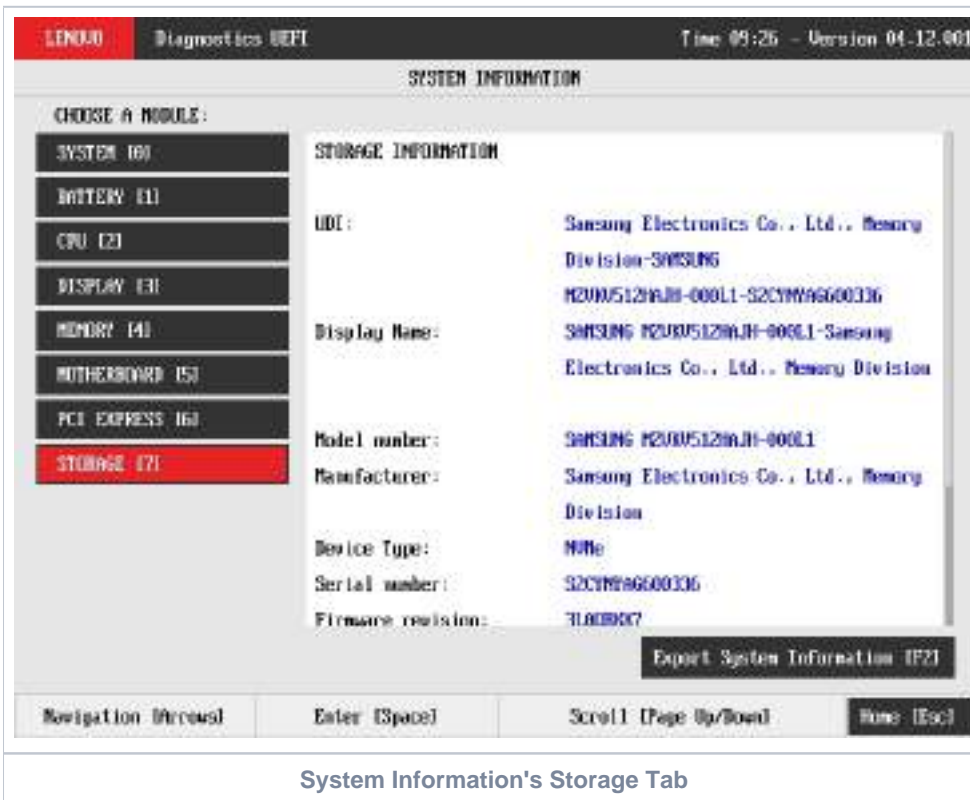 LENOVO Diagnostics UEFI Time 09:26 - Version 04.12.001
SYSTEM INFORMATION
CHOOSE A MODULE:
SYSTEM [0]
BATTERY [1]
CPU [2]
DISPLAY [3]
MEMORY [4]
MOTHERBOARD [5]
PCI EXPRESS [6]
STORAGE [7]
STORAGE INFORMATION
UDI: Samsung Electronics Co., Ltd., Memory
Division-SAMSUNG
MZVKV512HAJH-000L1-S2CYNYAG600336
Display Name: SAMSUNG MZVKV512HAJH-000L1-Samsung
Electronics Co., Ltd., Memory Division
Model number: SAMSUNG MZVKV512HAJH-000L1
Manufacturer: Samsung Electronics Co., Ltd., Memory
Division
Device Type: NVMe
Serial number: S2CYNYAG600336
Firmware revision:
Export System Information [F2]
Navigation [Arrows] Enter [Space] Scroll [Page Up/Down] Home [Esc]
System Information's Storage Tab